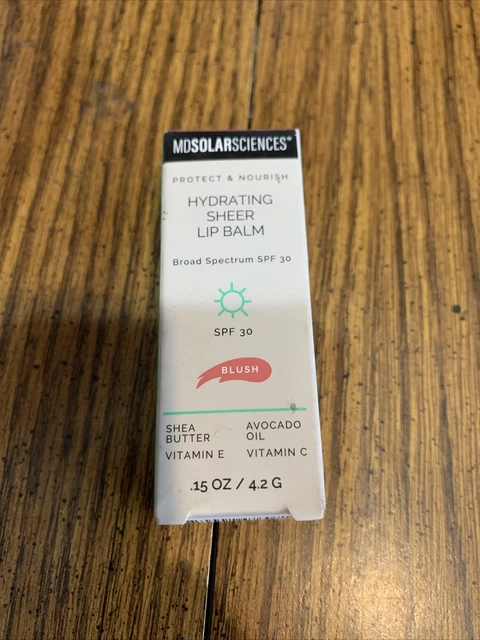 MDSOLARSCIENCES®
PROTECT & NOURISH
HYDRATING
SHEER
LIP BALM
Broad Spectrum SPF 30
SPF 30
BLUSH
SHEA
BUTTER
AVOCADO
OIL
VITAMIN E
VITAMIN C
.15 OZ / 4.2 G